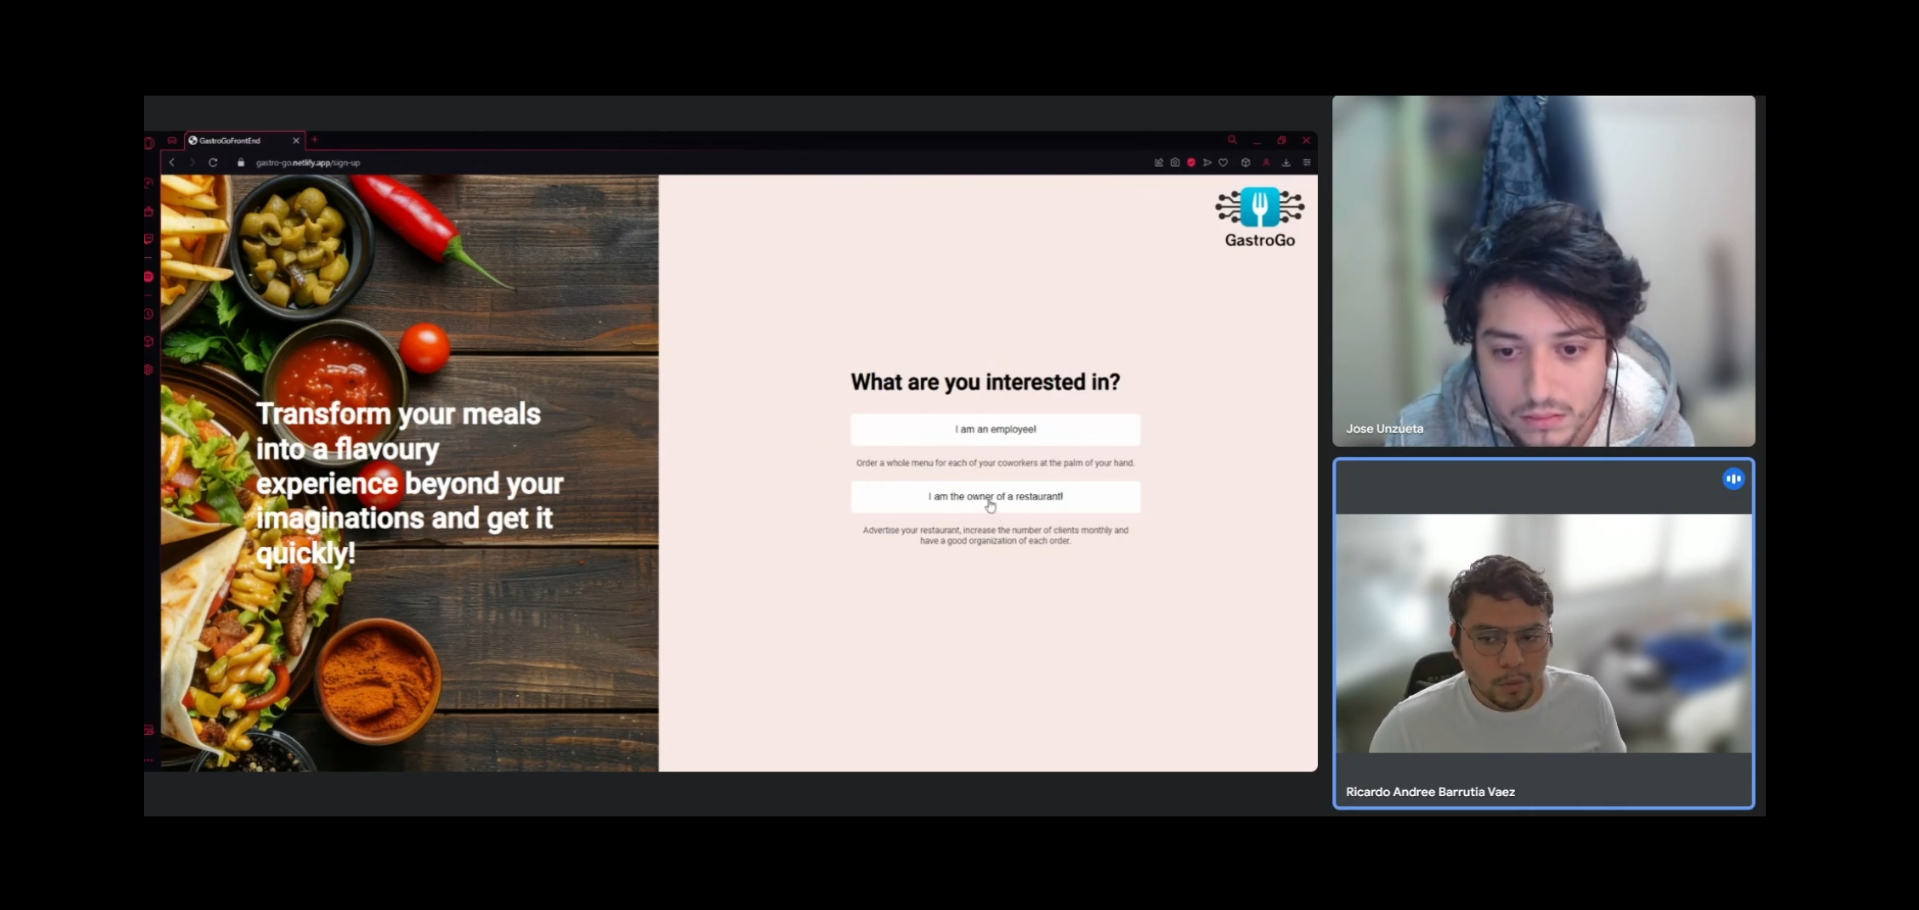 GastroGoFrontEnd
gastro-go.netlify.app/sign-up
GastroGo
Transform your meals
into a flavoury
experience beyond your
imaginations and get it
quickly!
What are you interested in?
I am an employee!
Order a whole menu for each of your coworkers at the palm of your hand.
I am the owner of a restaurant!
Advertise your restaurant, increase the number of clients monthly and
have a good organization of each order.
Jose Unzueta
Ricardo Andree Barrutia Vaez